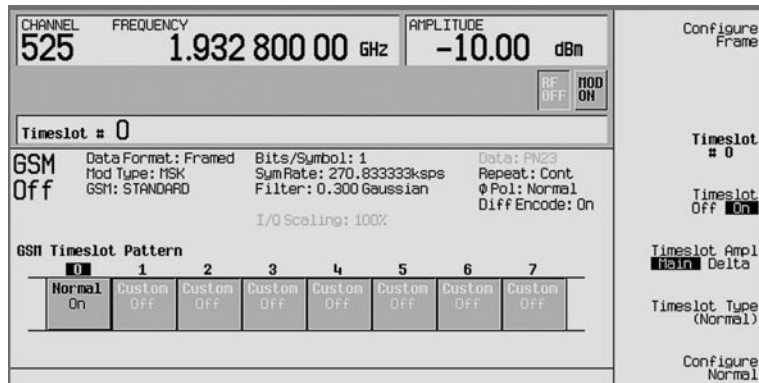 CHANNEL FREQUENCY AMPLITUDE
525 1.932 800 00 GHz -10.00 dBm
RF OFF MOD ON
Timeslot # 0
GSM Off
Data Format: Framed Bits/Symbol: 1 Data: PN23
Mod Type: MSK Sym Rate: 270.833333ksps Repeat: Cont
GSM: STANDARD Filter: 0.300 Gaussian Φ Pol: Normal
Diff Encode: On
I/Q Scaling: 100%
GSM Timeslot Pattern
0 1 2 3 4 5 6 7
Normal Custom Custom Custom Custom Custom Custom Custom
On Off Off Off Off Off Off Off
Configure
Frame
Timeslot
# 0
Timeslot
Off On
Timeslot Ampl
Main Delta
Timeslot Type
(Normal)
Configure
Normal